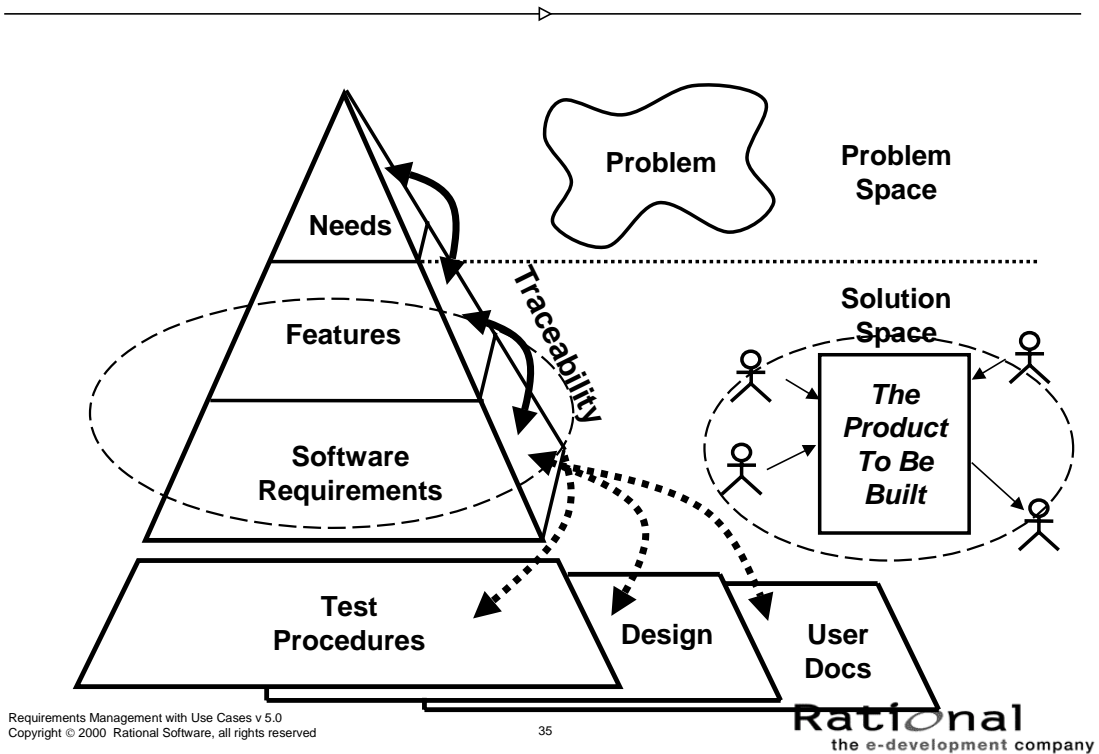 Problem
Problem
Space
Needs
Traceability
Solution
Space
Features
The
Product
To Be
Built
Software
Requirements
Test
Procedures
Design
User
Docs
Requirements Management with Use Cases v 5.0
Copyright © 2000 Rational Software, all rights reserved
35
Rational
the e-development company